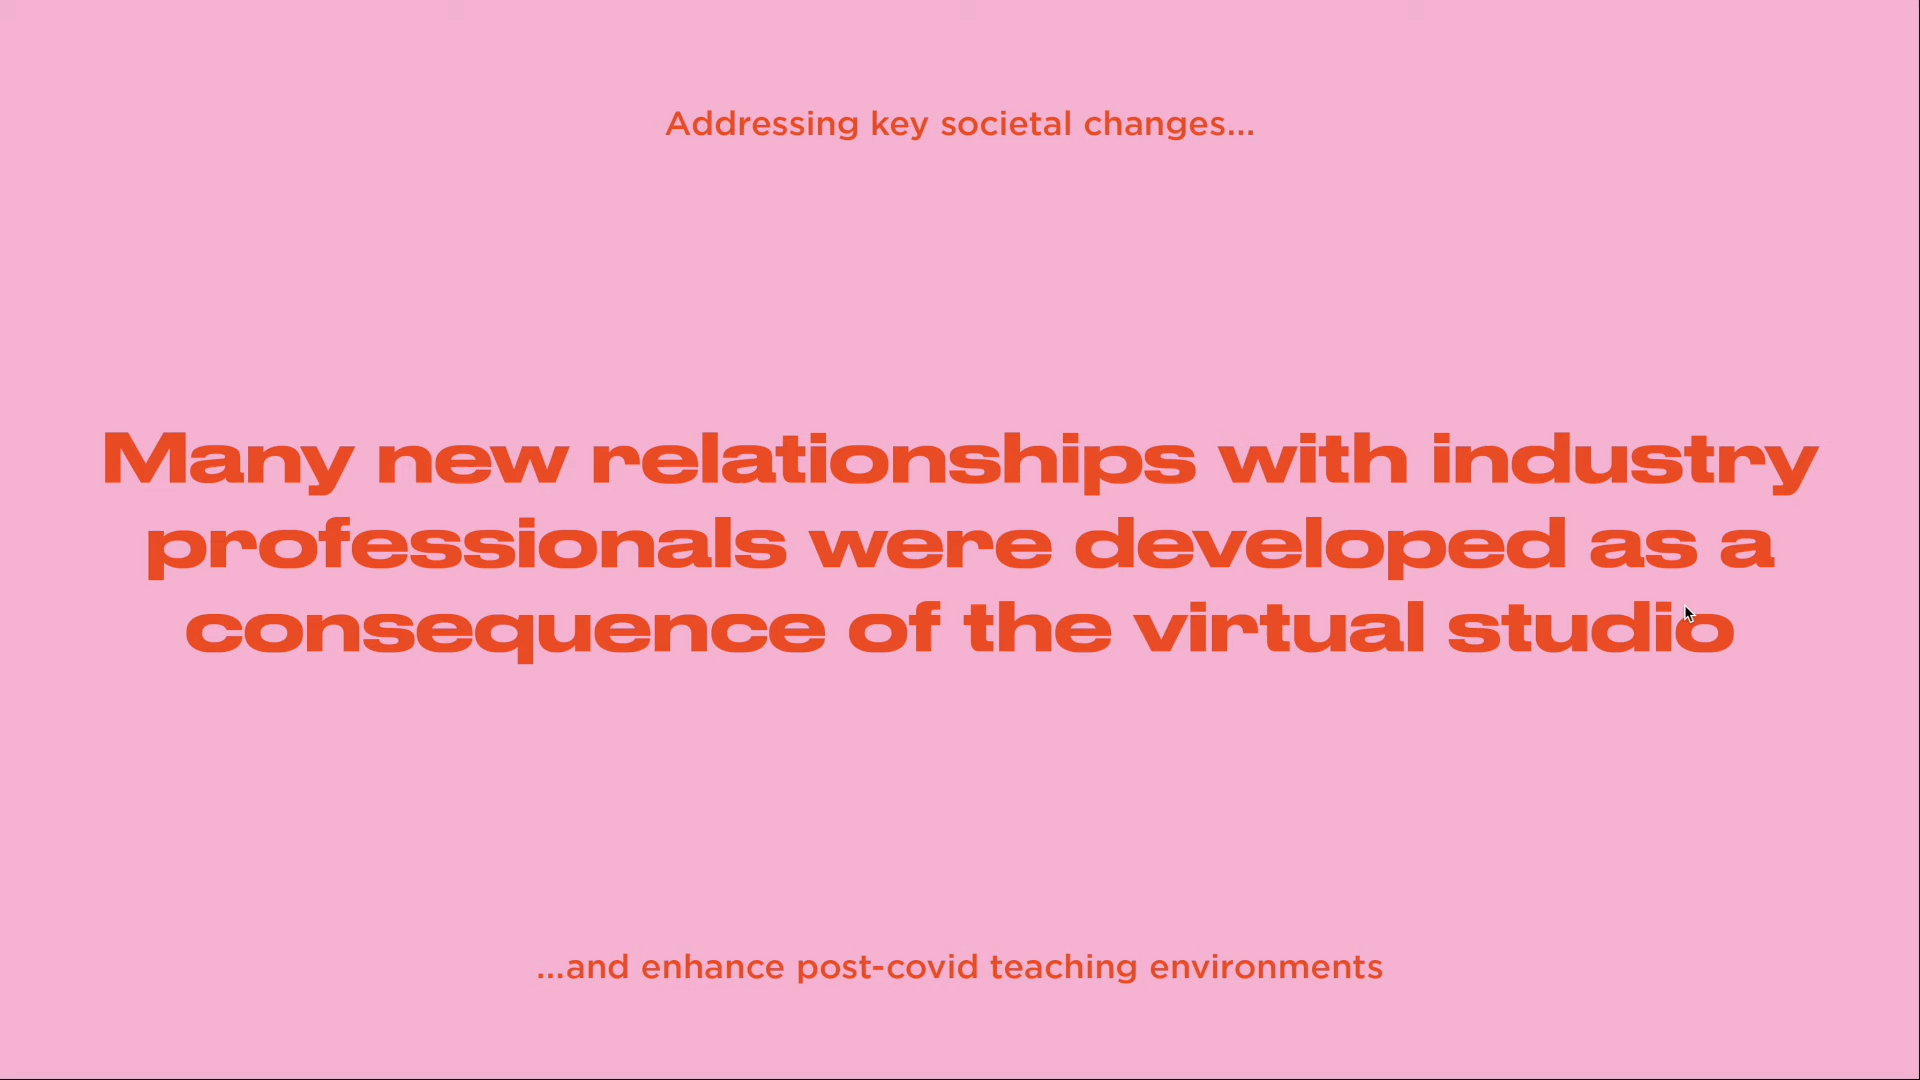 Addressing key societal changes...
Many new relationships with industry
professionals were developed as a
consequence of the virtual studio
...and enhance post-covid teaching environments